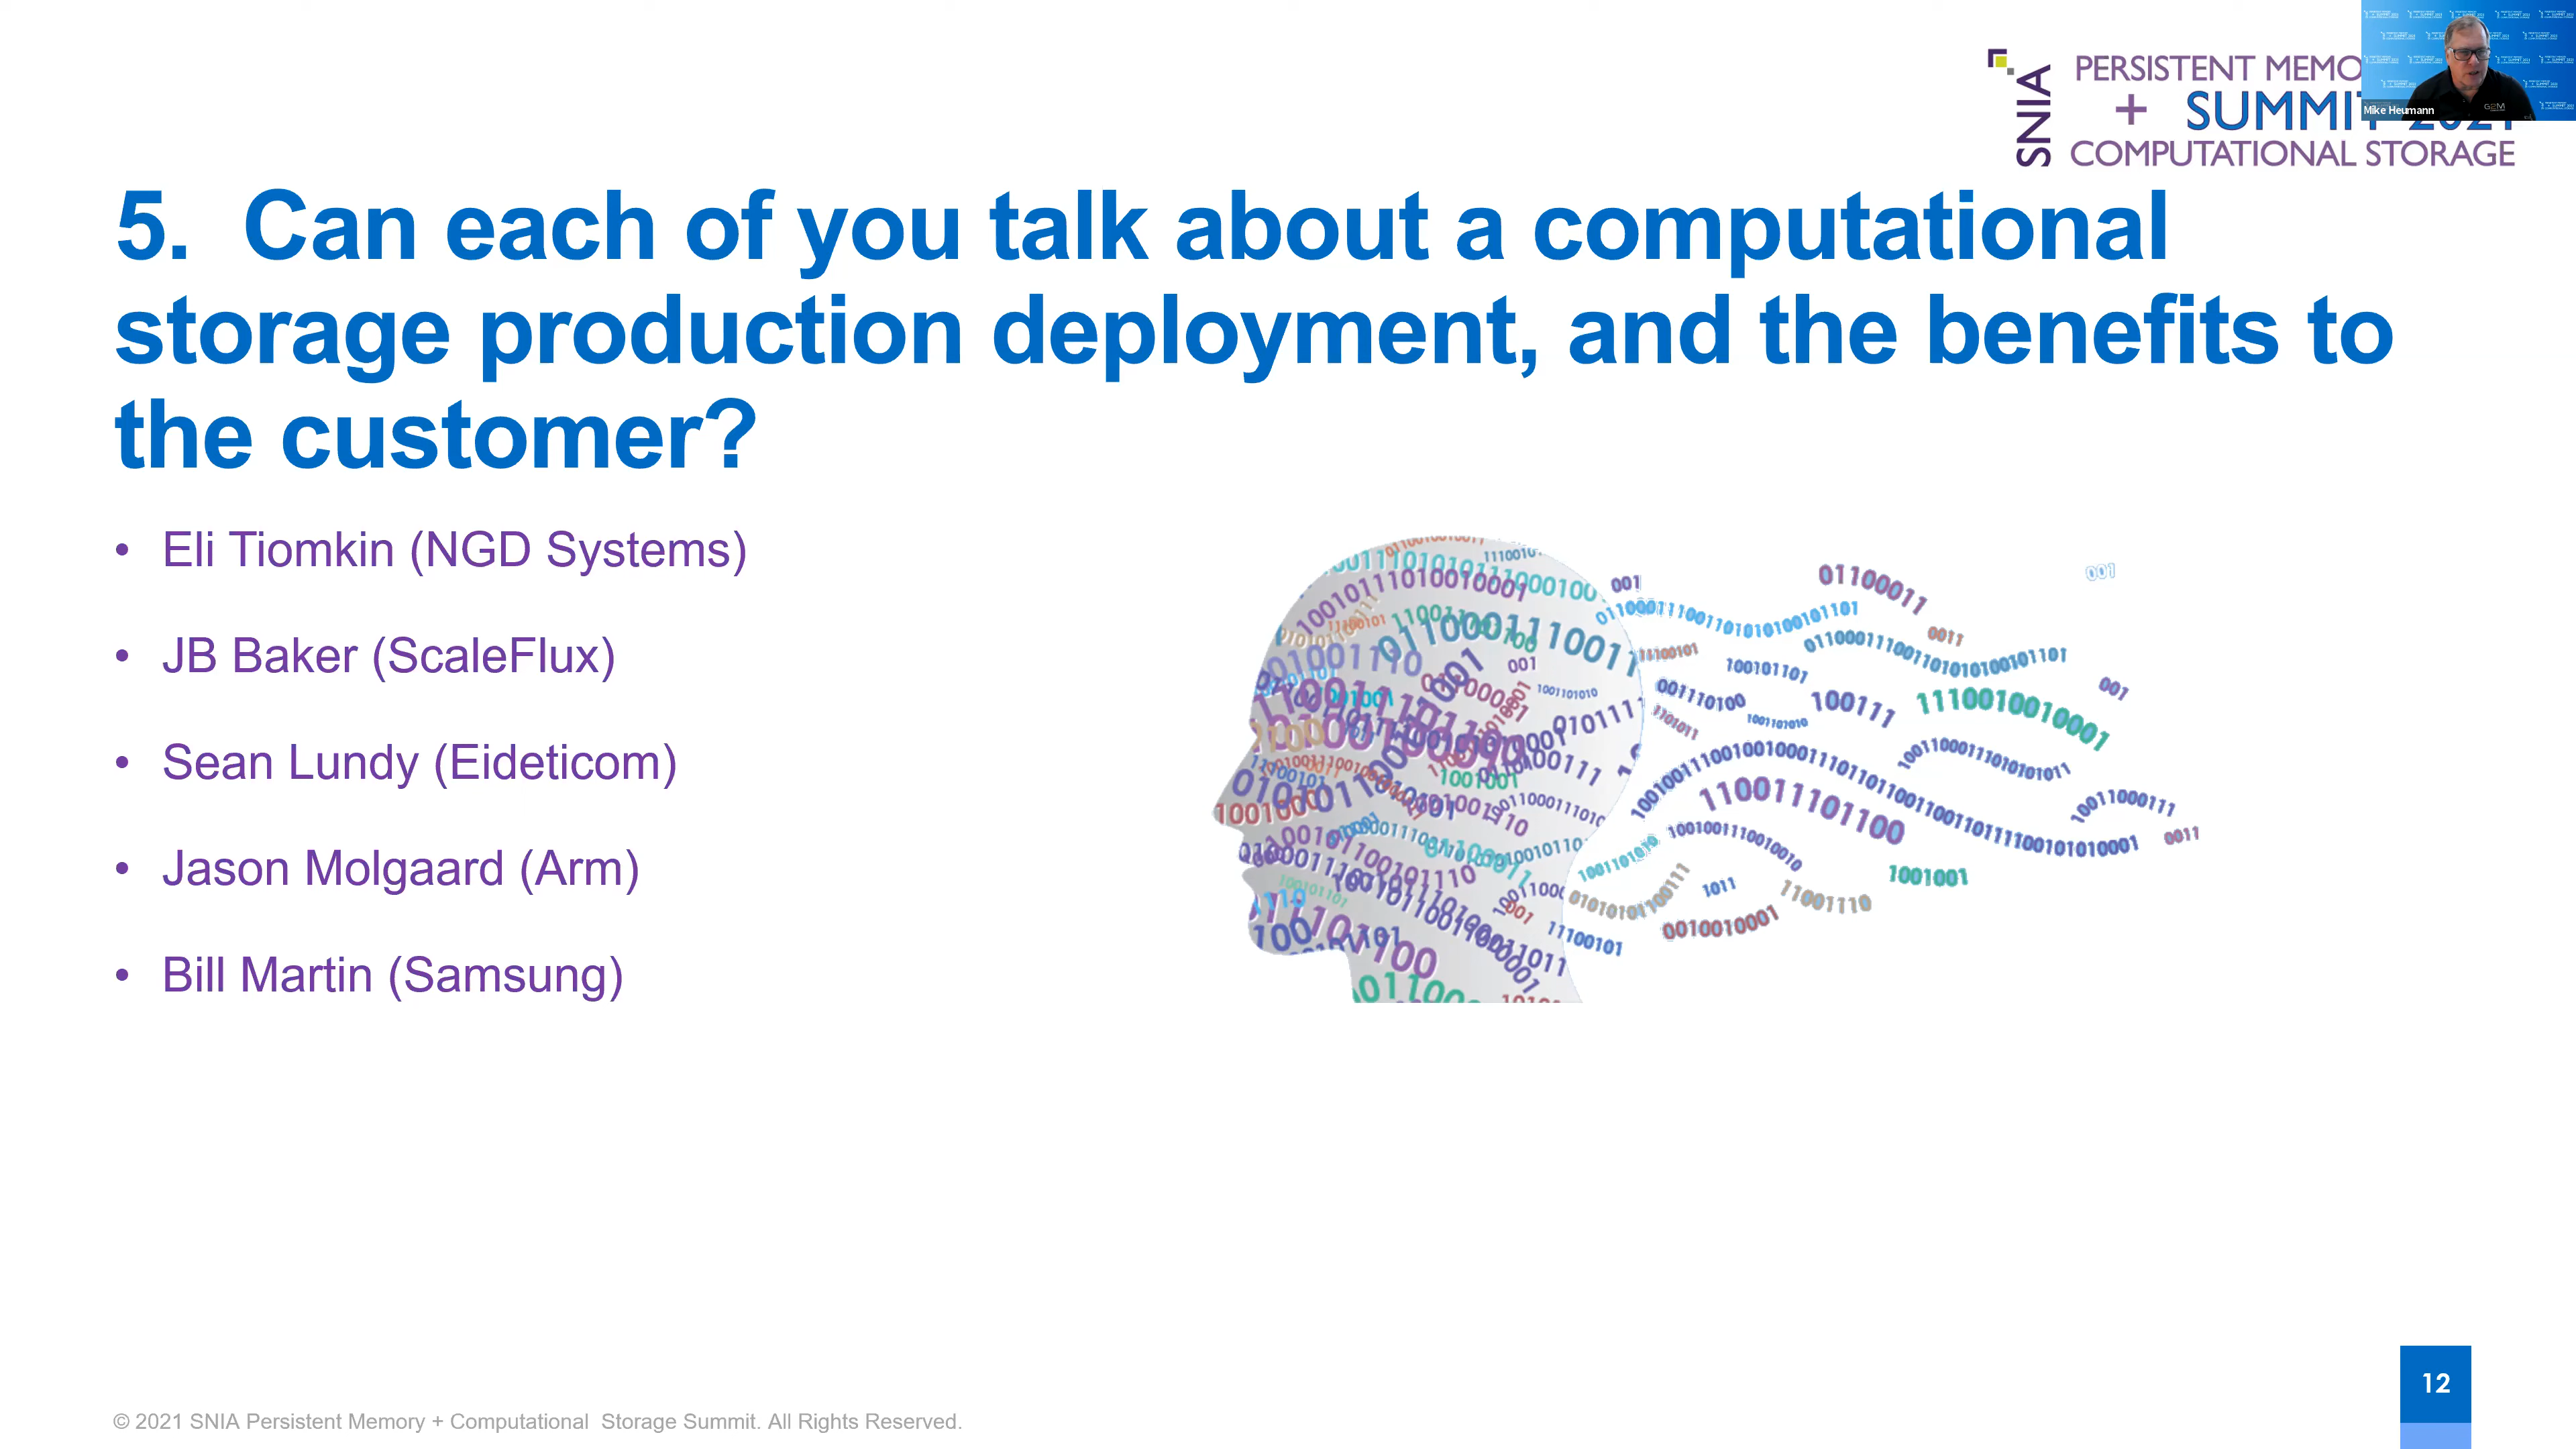 SNIA
PERSISTENT MEMO
+ SUMMIT 2021
COMPUTATIONAL STORAGE
Mike Heumann
5. Can each of you talk about a computational
storage production deployment, and the benefits to
the customer?
• Eli Tiomkin (NGD Systems)
• JB Baker (ScaleFlux)
• Sean Lundy (Eideticom)
• Jason Molgaard (Arm)
• Bill Martin (Samsung)
12
© 2021 SNIA Persistent Memory + Computational Storage Summit. All Rights Reserved.